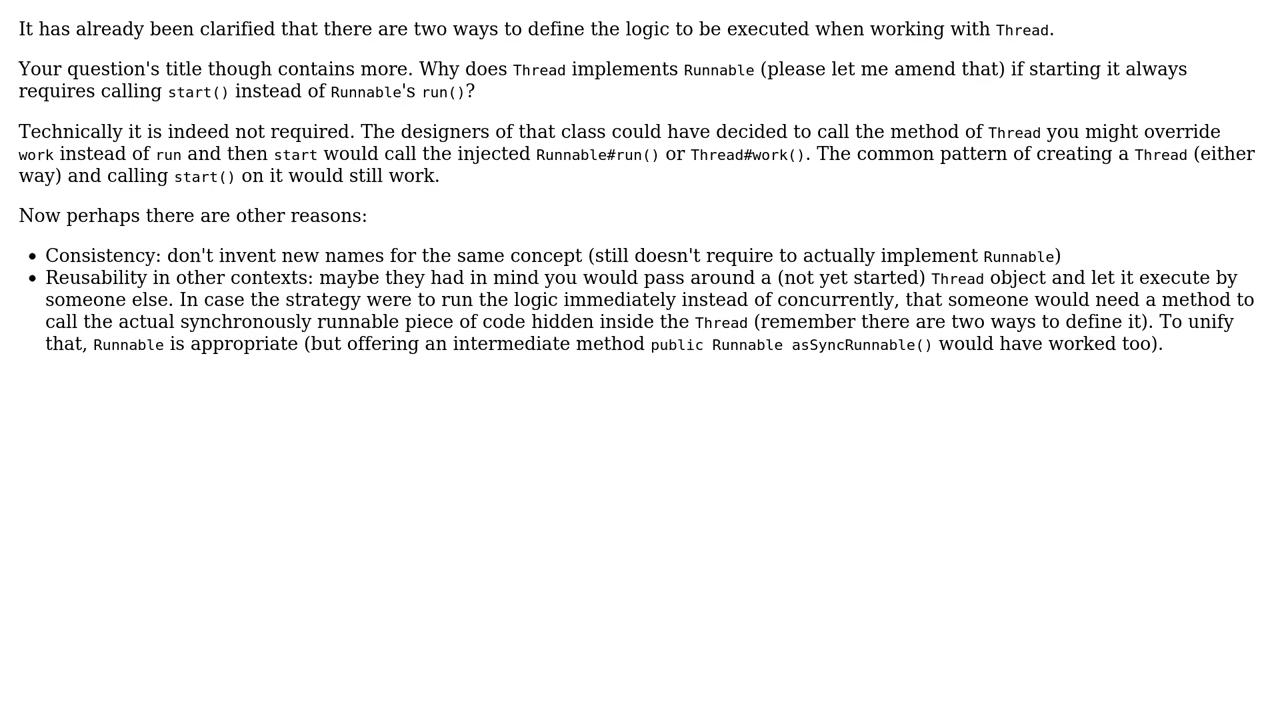 It has already been clarified that there are two ways to define the logic to be executed when working with Thread.
Your question's title though contains more. Why does Thread implements Runnable (please let me amend that) if starting it always
requires calling start() instead of Runnable's run()?
Technically it is indeed not required. The designers of that class could have decided to call the method of Thread you might override
work instead of run and then start would call the injected Runnable#run() or Thread#work(). The common pattern of creating a Thread (either
way) and calling start() on it would still work.
Now perhaps there are other reasons:
• Consistency: don't invent new names for the same concept (still doesn't require to actually implement Runnable)
• Reusability in other contexts: maybe they had in mind you would pass around a (not yet started) Thread object and let it execute by
someone else. In case the strategy were to run the logic immediately instead of concurrently, that someone would need a method to
call the actual synchronously runnable piece of code hidden inside the Thread (remember there are two ways to define it). To unify
that, Runnable is appropriate (but offering an intermediate method public Runnable asSyncRunnable() would have worked too).